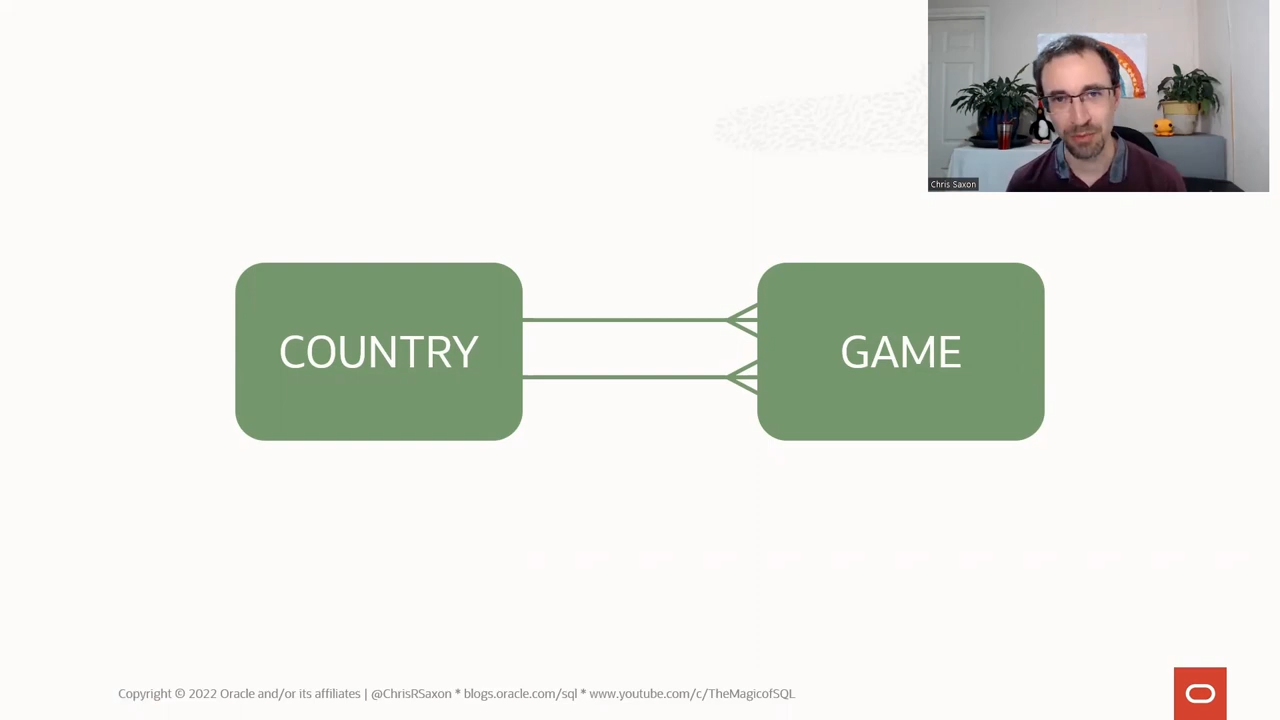 Chris Saxon
COUNTRY
GAME
Copyright © 2022 Oracle and/or its affiliates | @ChrisRSaxon * blogs.oracle.com/sql * www.youtube.com/c/TheMagicofSQL